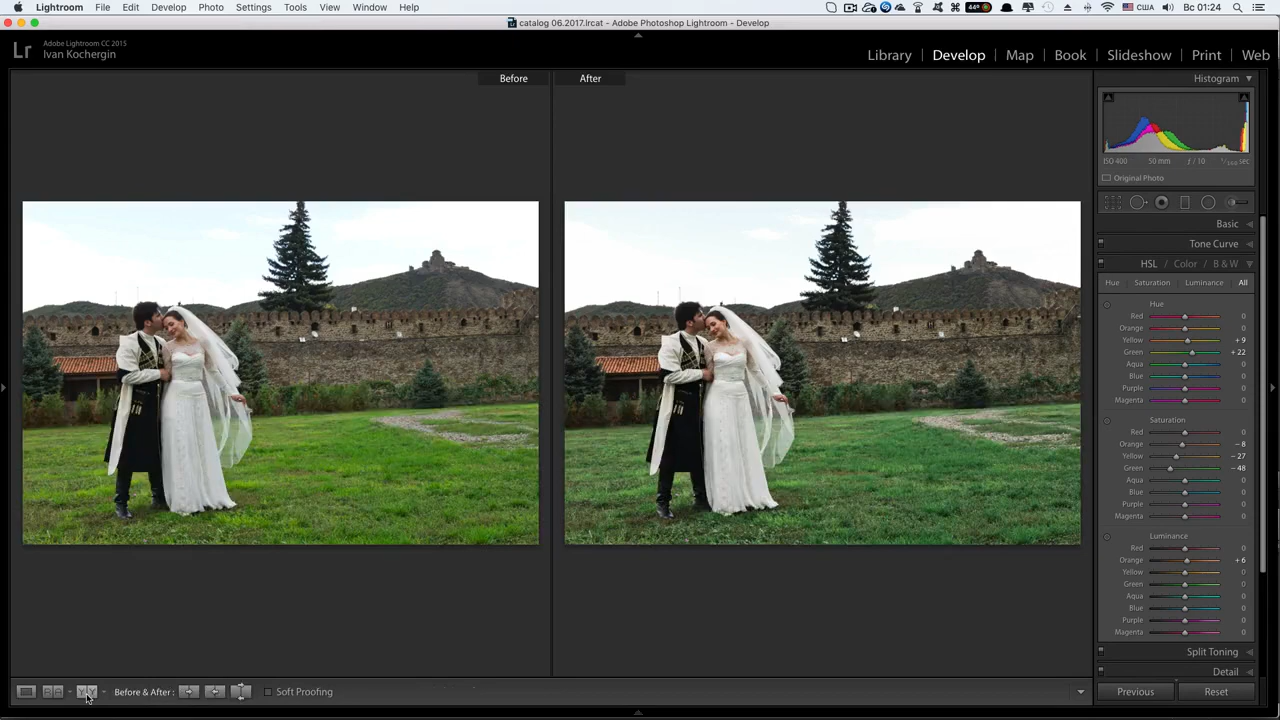 Lightroom File Edit Develop Photo Settings Tools View Window Help 44° США Вс 01:24
catalog 06.2017.lrcat - Adobe Photoshop Lightroom - Develop
Lr Adobe Lightroom CC 2015
Ivan Kochergin
Library Develop Map Book Slideshow Print Web
Before After
Histogram
ISO 400 50 mm ƒ / 10 sec
Original Photo
Basic
Tone Curve
HSL / Color / B & W
Hue Saturation Luminance All
Hue
Red 0
Orange 0
Yellow + 9
Green + 22
Aqua 0
Blue 0
Purple 0
Magenta 0
Saturation
Red 0
Orange - 8
Yellow - 27
Green - 48
Aqua 0
Blue 0
Purple 0
Magenta 0
Luminance
Red 0
Orange + 6
Yellow 0
Green 0
Aqua 0
Blue 0
Purple 0
Magenta 0
Split Toning
Detail
Before & After : Soft Proofing
Previous Reset